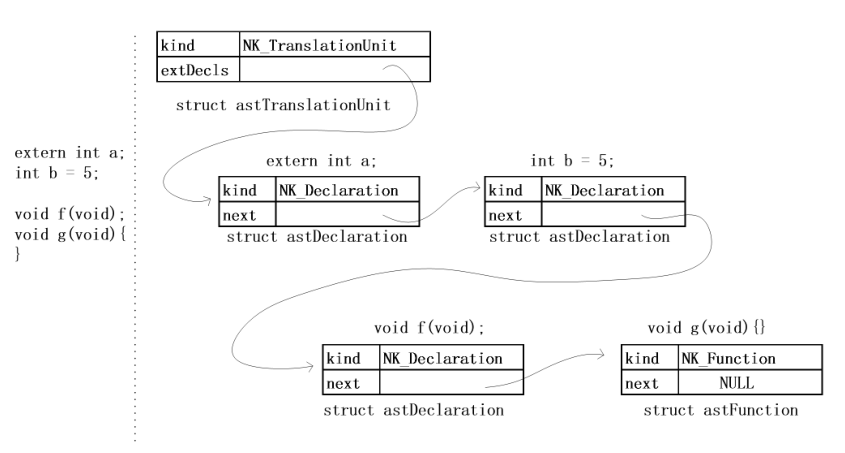 extern int a;
int b = 5;
void f(void);
void g(void){
}
kind NK_TranslationUnit
extDecls
struct astTranslationUnit
extern int a;
kind NK_Declaration
next
struct astDeclaration
int b = 5;
kind NK_Declaration
next
struct astDeclaration
void f(void);
kind NK_Declaration
next
struct astDeclaration
void g(void){}
kind NK_Function
next NULL
struct astFunction